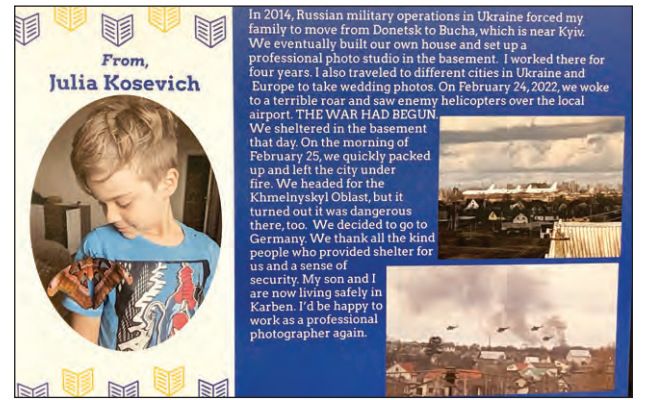 From,
Julia Kosevich
In 2014, Russian military operations in Ukraine forced my
family to move from Donetsk to Bucha, which is near Kyiv.
We eventually built our own house and set up a
professional photo studio in the basement. I worked there for
four years. I also traveled to different cities in Ukraine and
Europe to take wedding photos. On February 24, 2022, we woke
to a terrible roar and saw enemy helicopters over the local
airport. THE WAR HAD BEGUN.
We sheltered in the basement
that day. On the morning of
February 25, we quickly packed
up and left the city under
fire. We headed for the
Khmelnyskyl Oblast, but it
turned out it was dangerous
there, too. We decided to go to
Germany. We thank all the kind
people who provided shelter for
us and a sense of
security. My son and I
are now living safely in
Karben. I'd be happy to
work as a professional
photographer again.